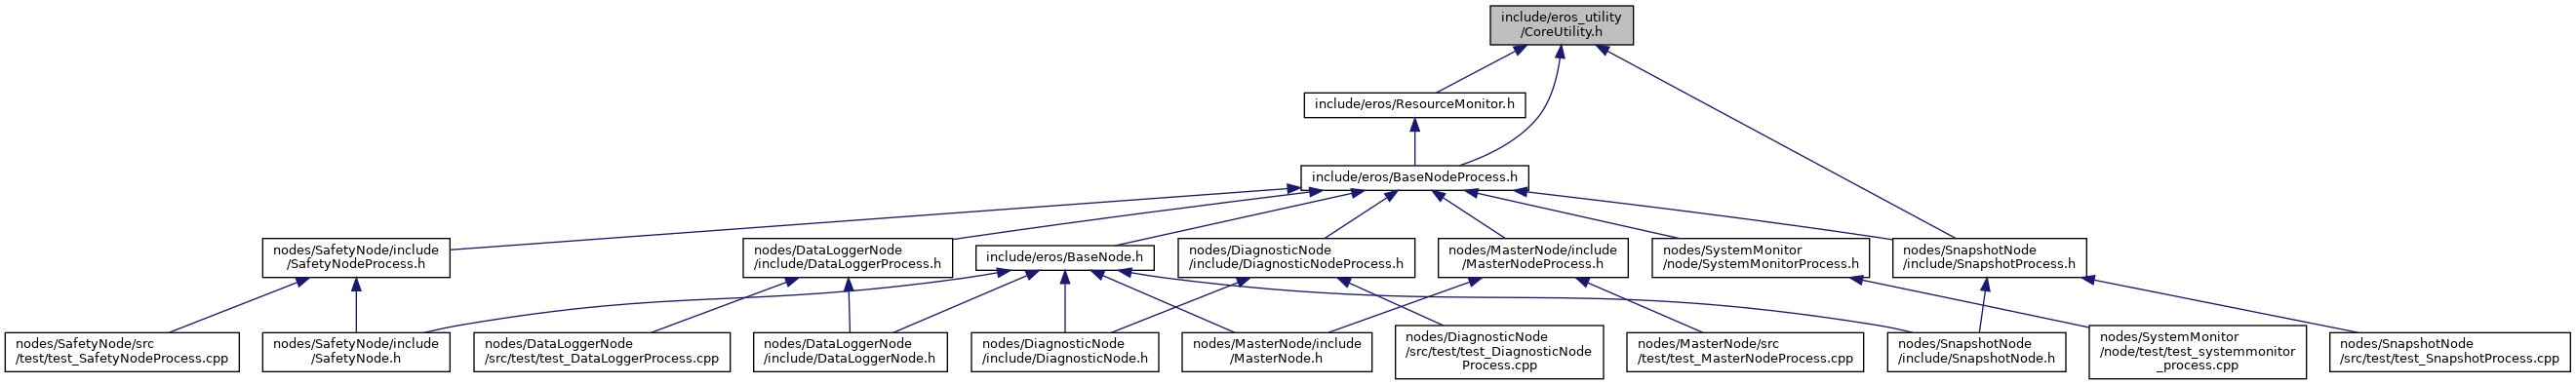 include/eros_utility
/CoreUtility.h
include/eros/ResourceMonitor.h
include/eros/BaseNodeProcess.h
nodes/SafetyNode/include
/SafetyNodeProcess.h
nodes/DataLoggerNode
/include/DataLoggerProcess.h
include/eros/BaseNode.h
nodes/DiagnosticNode
/include/DiagnosticNodeProcess.h
nodes/MasterNode/include
/MasterNodeProcess.h
nodes/SystemMonitor
/node/SystemMonitorProcess.h
nodes/SnapshotNode
/include/SnapshotProcess.h
nodes/SafetyNode/src
/test/test_SafetyNodeProcess.cpp
nodes/SafetyNode/include
/SafetyNode.h
nodes/DataLoggerNode
/src/test/test_DataLoggerProcess.cpp
nodes/DataLoggerNode
/include/DataLoggerNode.h
nodes/DiagnosticNode
/include/DiagnosticNode.h
nodes/MasterNode/include
/MasterNode.h
nodes/DiagnosticNode
/src/test/test_DiagnosticNode
Process.cpp
nodes/MasterNode/src
/test/test_MasterNodeProcess.cpp
nodes/SnapshotNode
/include/SnapshotNode.h
nodes/SystemMonitor
/node/test/test_systemmonitor
_process.cpp
nodes/SnapshotNode
/src/test/test_SnapshotProcess.cpp